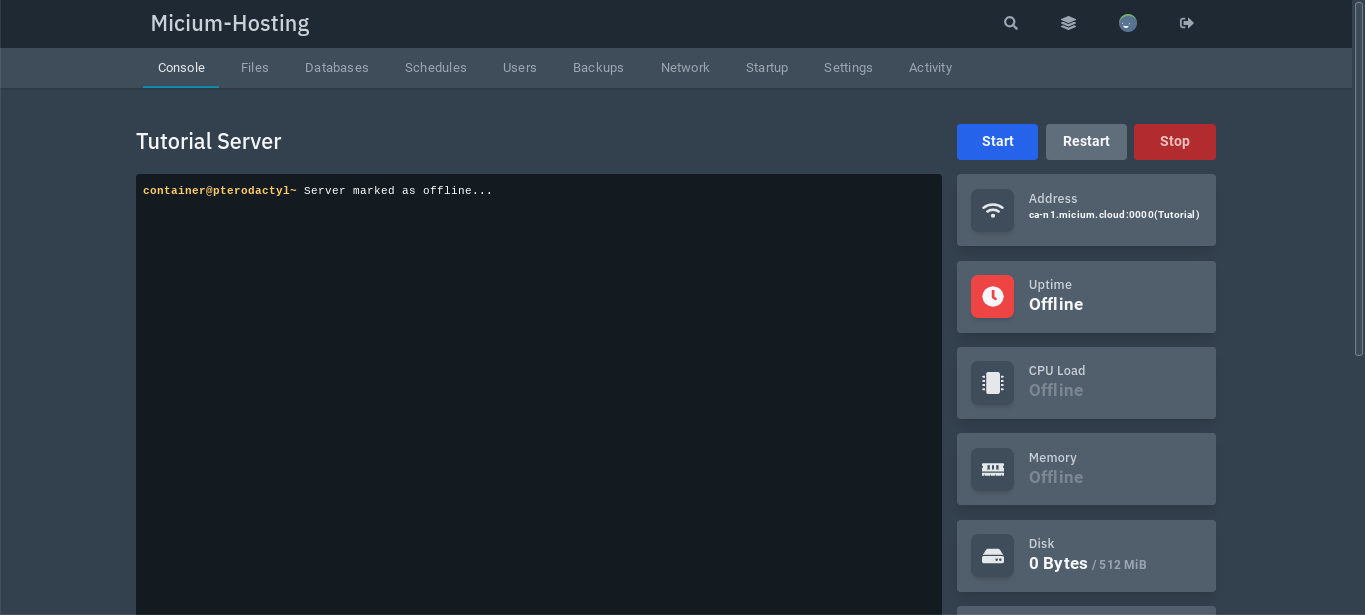 Micium-Hosting
Console Files Databases Schedules Users Backups Network Startup Settings Activity
Tutorial Server
Start Restart Stop
container@pterodactyl~ Server marked as offline...
Address
ca-n1.micium.cloud:0000(Tutorial)
Uptime
Offline
CPU Load
Offline
Memory
Offline
Disk
0 Bytes / 512 MiB